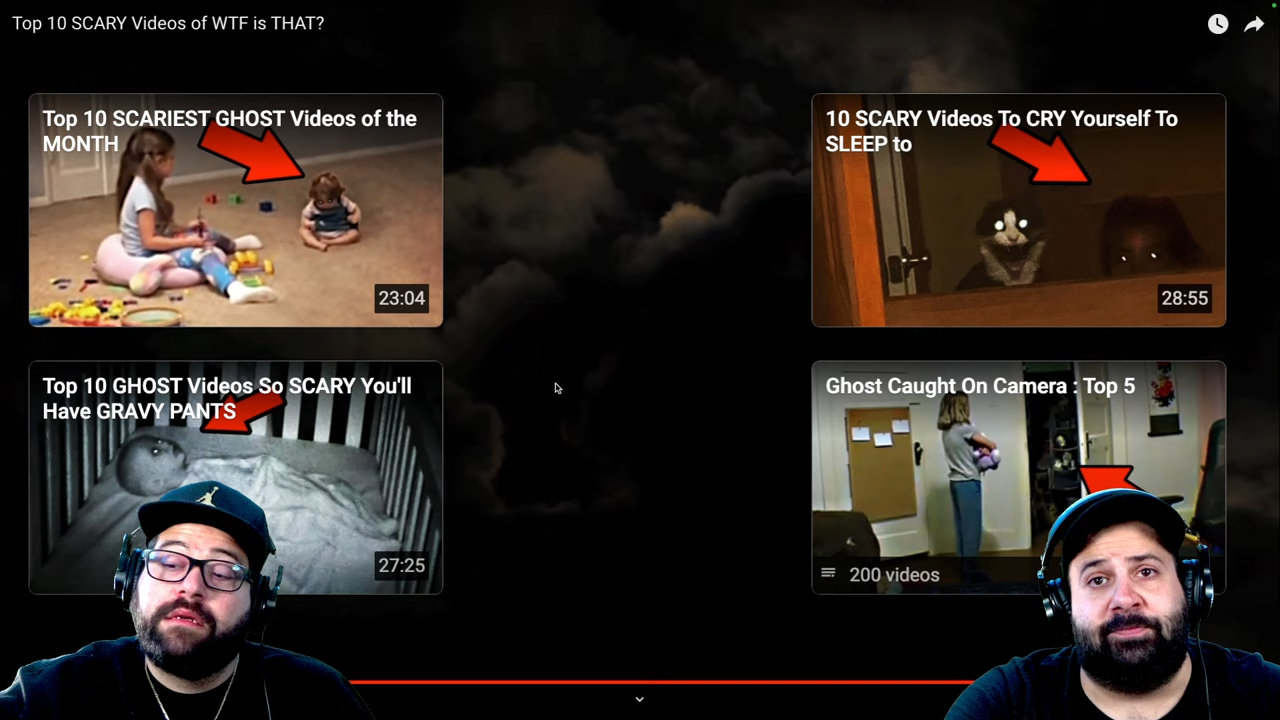 Top 10 SCARY Videos of WTF is THAT?
Top 10 SCARIEST GHOST Videos of the
MONTH
23:04
10 SCARY Videos To CRY Yourself To
SLEEP to
28:55
Top 10 GHOST Videos So SCARY You'll
Have GRAVY PANTS
27:25
Ghost Caught On Camera : Top 5
200 videos